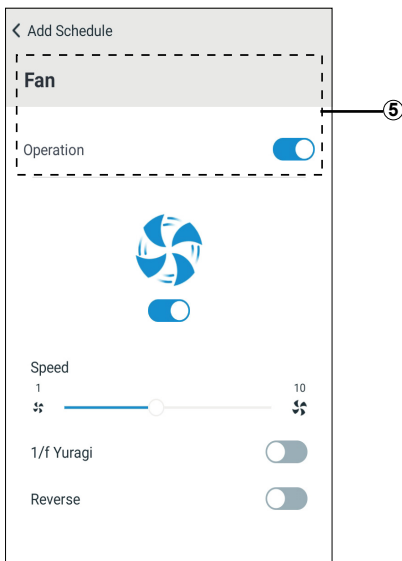 Add Schedule
Fan
5
Operation
Speed
1 10
1/f Yuragi
Reverse